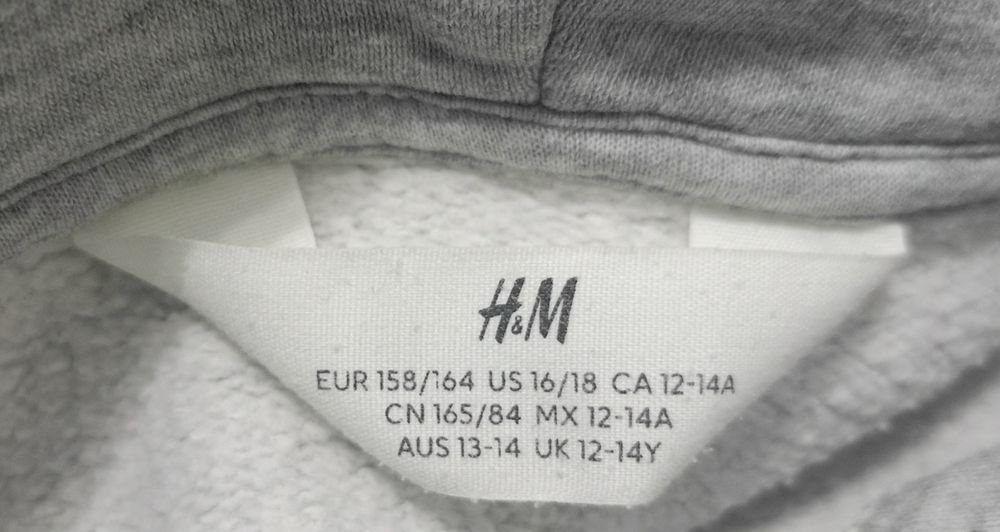 H&M
EUR 158/164 US 16/18 CA 12-14A
CN 165/84 MX 12-14A
AUS 13-14 UK 12-14Y